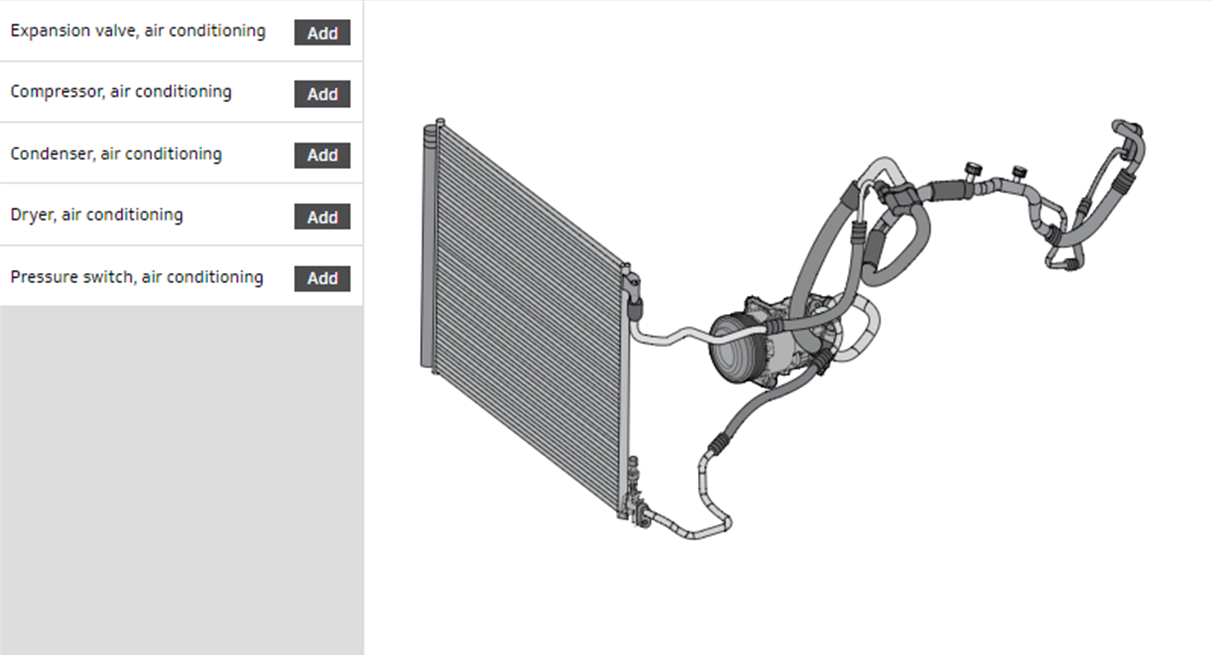 Expansion valve, air conditioning Add
Compressor, air conditioning Add
Condenser, air conditioning Add
Dryer, air conditioning Add
Pressure switch, air conditioning Add